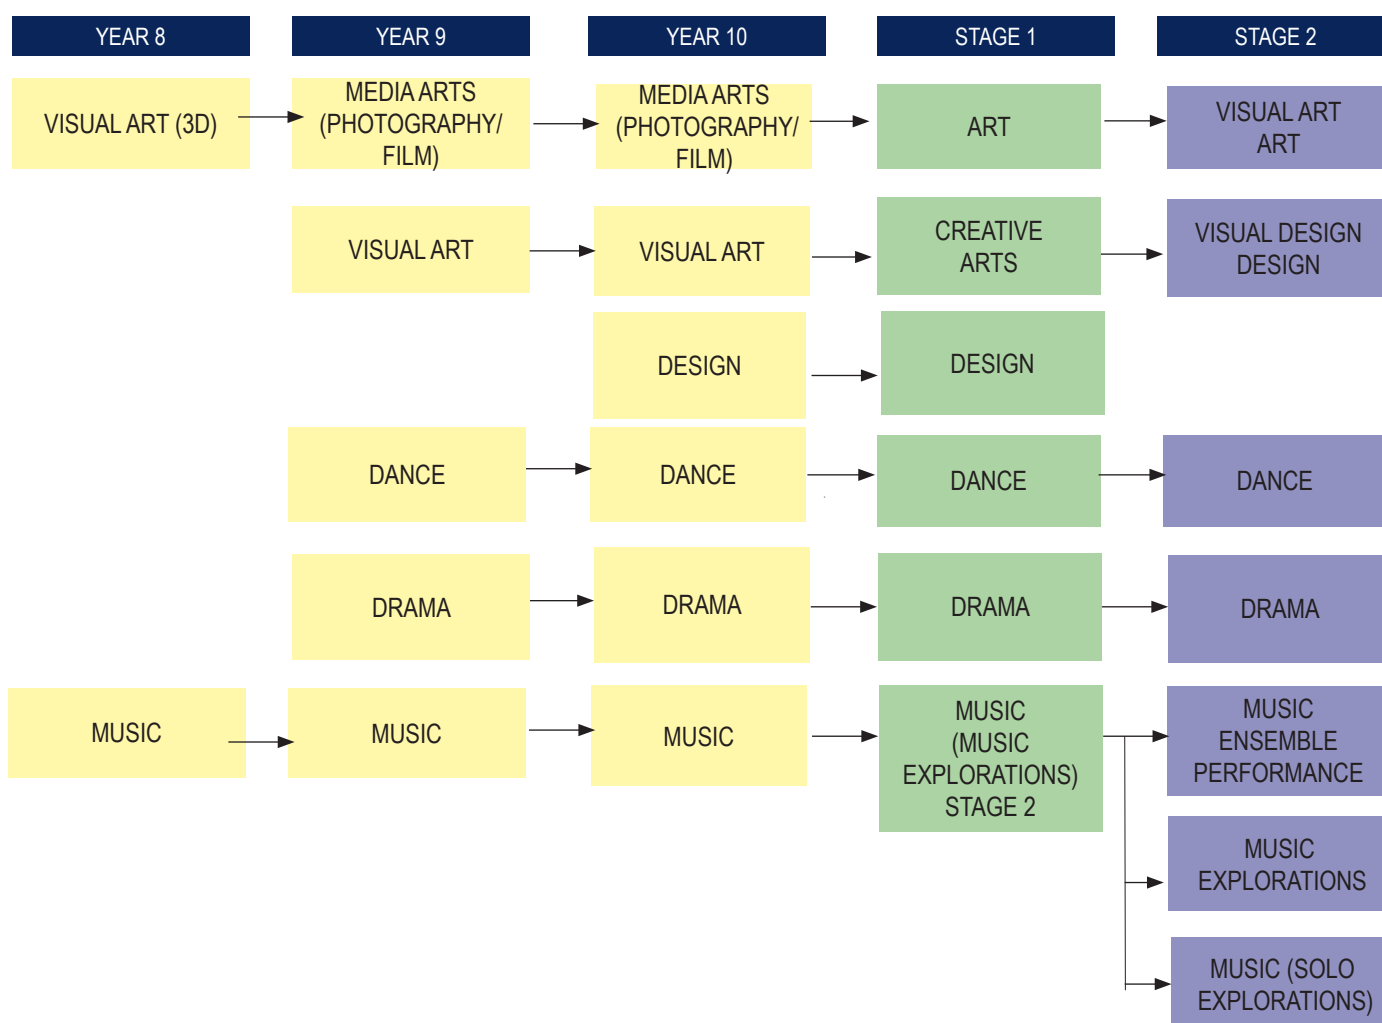 YEAR 8
YEAR 9
YEAR 10
STAGE 1
STAGE 2
VISUAL ART (3D)
MEDIA ARTS
(PHOTOGRAPHY/
FILM)
MEDIA ARTS
(PHOTOGRAPHY/
FILM)
ART
VISUAL ART
ART
VISUAL ART
VISUAL ART
CREATIVE
ARTS
VISUAL DESIGN
DESIGN
DESIGN
DESIGN
DANCE
DANCE
DANCE
DANCE
DRAMA
DRAMA
DRAMA
DRAMA
MUSIC
MUSIC
MUSIC
MUSIC
(MUSIC
EXPLORATIONS)
STAGE 2
MUSIC
ENSEMBLE
PERFORMANCE
MUSIC
EXPLORATIONS
MUSIC (SOLO
EXPLORATIONS)